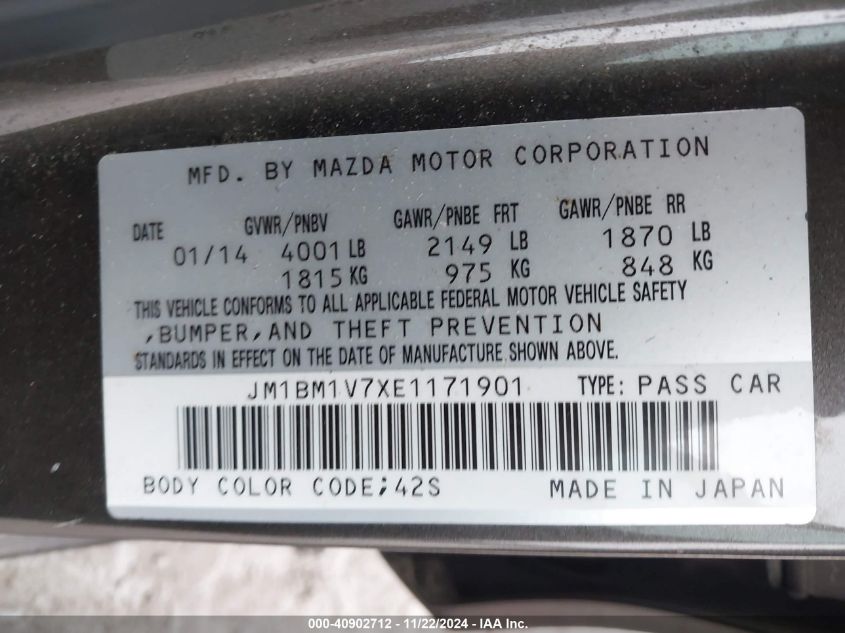 MFD. BY MAZDA MOTOR CORPORATION
DATE GVWR/PNBV GAWR/PNBE FRT GAWR/PNBE RR
01/14 4001 LB 2149 LB 1870 LB
1815 KG 975 KG 848 KG
THIS VEHICLE CONFORMS TO ALL APPLICABLE FEDERAL MOTOR VEHICLE SAFETY
,BUMPER,AND THEFT PREVENTION
STANDARDS IN EFFECT ON THE DATE OF MANUFACTURE SHOWN ABOVE.
JM1BM1V7XE1171901 TYPE: PASS CAR
BODY COLOR CODE;42S MADE IN JAPAN
000-40902712 - 11/22/2024 - IAA Inc.